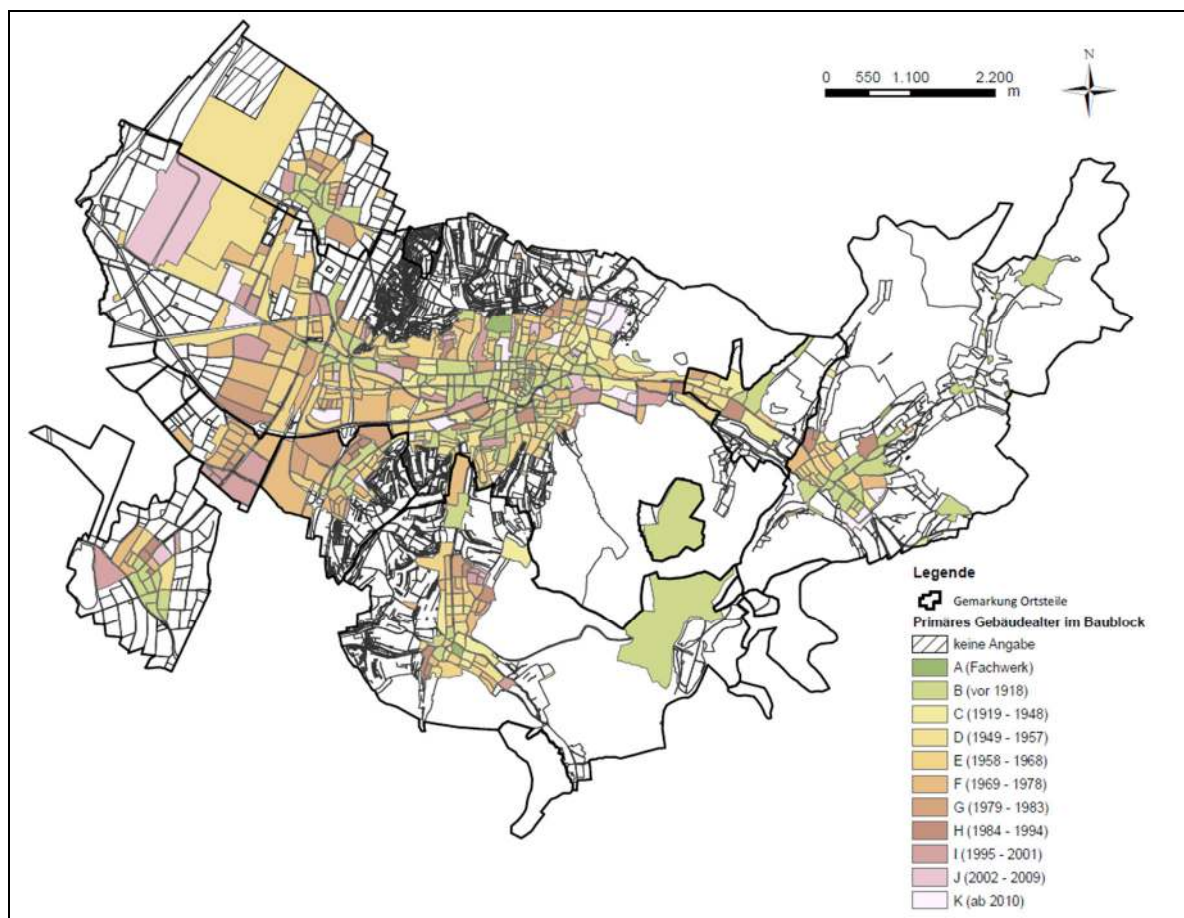 N
0 550 1.100 2.200
m
Legende
Gemarkung Ortsteile
Primäres Gebäudealter im Baublock
keine Angabe
A (Fachwerk)
B (vor 1918)
C (1919 - 1948)
D (1949 - 1957)
E (1958 - 1968)
F (1969 - 1978)
G (1979 - 1983)
H (1984 - 1994)
I (1995 - 2001)
J (2002 - 2009)
K (ab 2010)